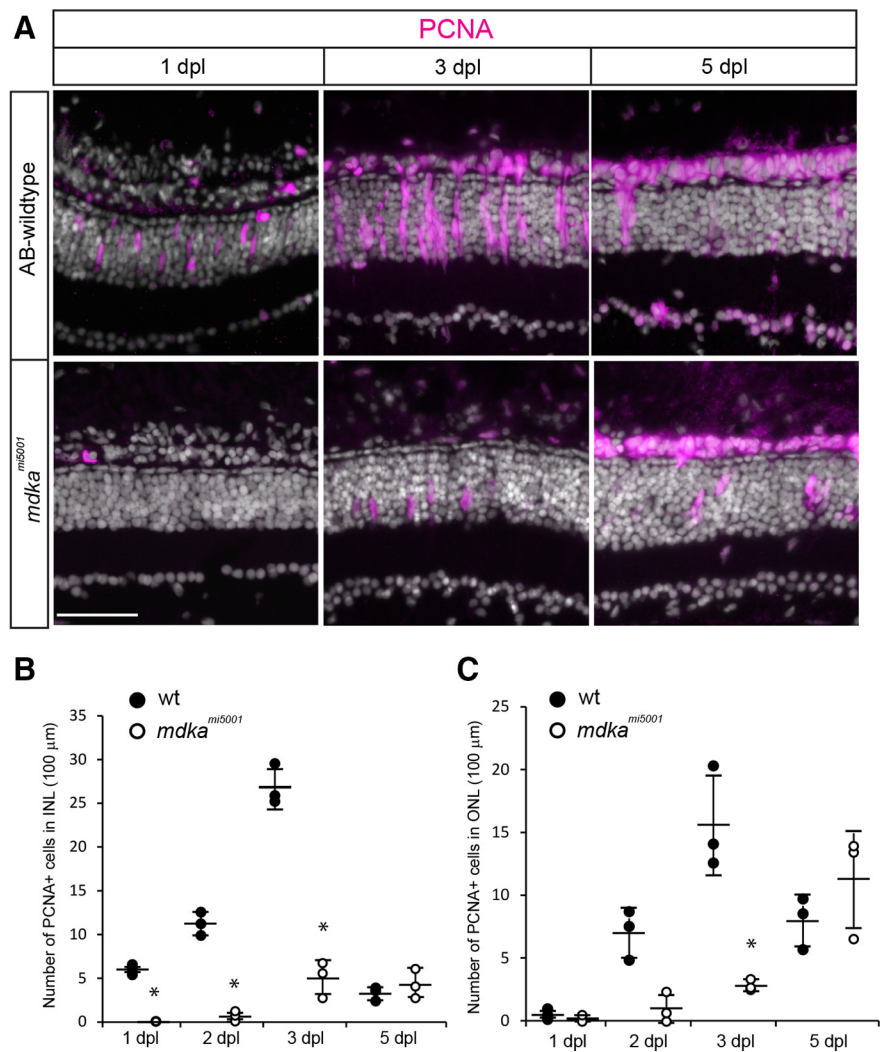 A
PCNA
1 dpl 3 dpl 5 dpl
AB-wildtype
mdka mi5001
B
wt
mdka mi5001
Number of PCNA+ cells in INL (100 μm)
35
30
25
20
15
10
5
0
*
*
*
1 dpl 2 dpl 3 dpl 5 dpl
C
wt
mdka mi5001
Number of PCNA+ cells in ONL (100 μm)
25
20
15
10
5
0
*
1 dpl 2 dpl 3 dpl 5 dpl